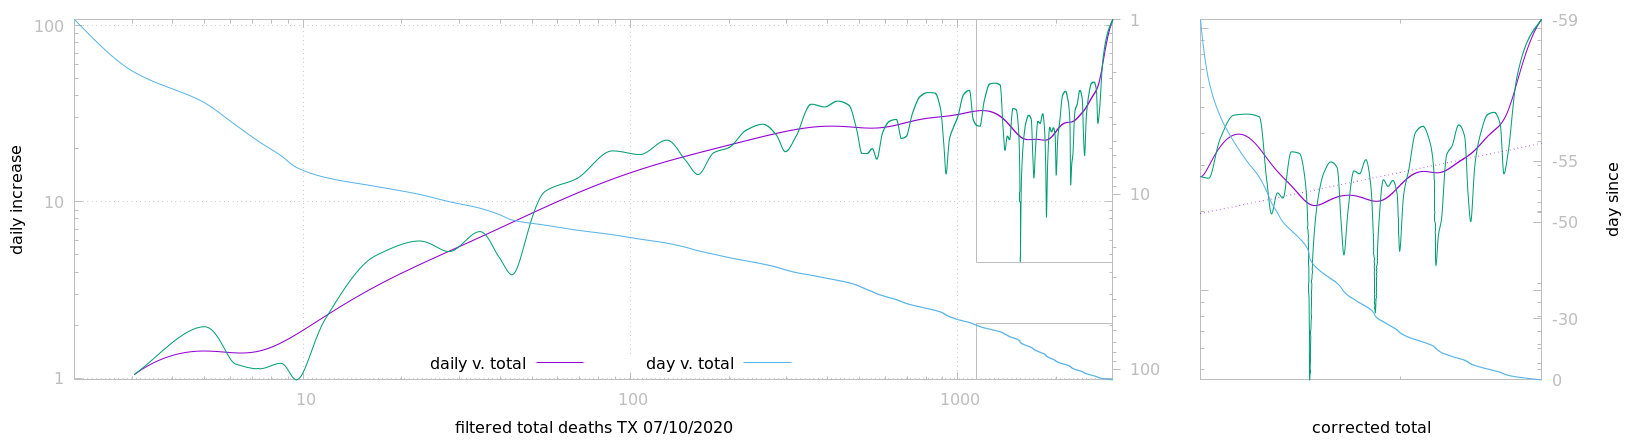 100
10
1
daily increase
daily v. total
day v. total
10
100
1000
filtered total deaths TX 07/10/2020
1
10
100
-59
-55
-50
-30
0
day since
corrected total